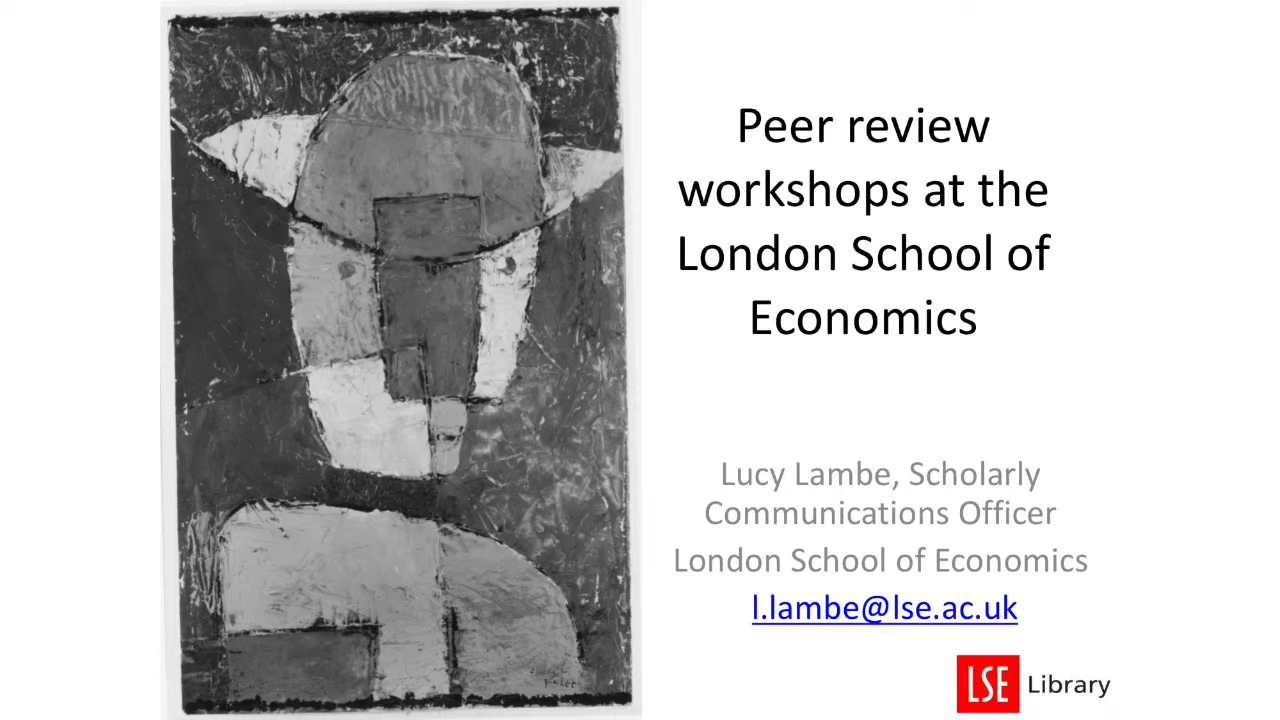 Peer review
workshops at the
London School of
Economics
Lucy Lambe, Scholarly
Communications Officer
London School of Economics
l.lambe@lse.ac.uk
LSE Library